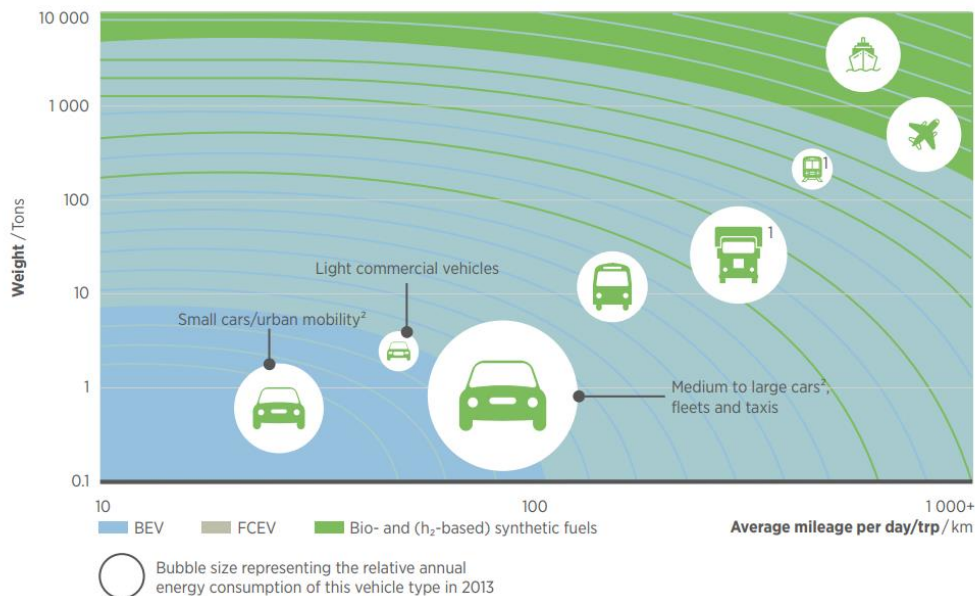 10 000
1 000
100
10
1
0.1
Weight / Tons
1
1
Light commercial vehicles
Small cars/urban mobility²
Medium to large cars²,
fleets and taxis
10
100
1 000+
BEV
FCEV
Bio- and (h₂-based) synthetic fuels
Average mileage per day/trp / km
Bubble size representing the relative annual
energy consumption of this vehicle type in 2013